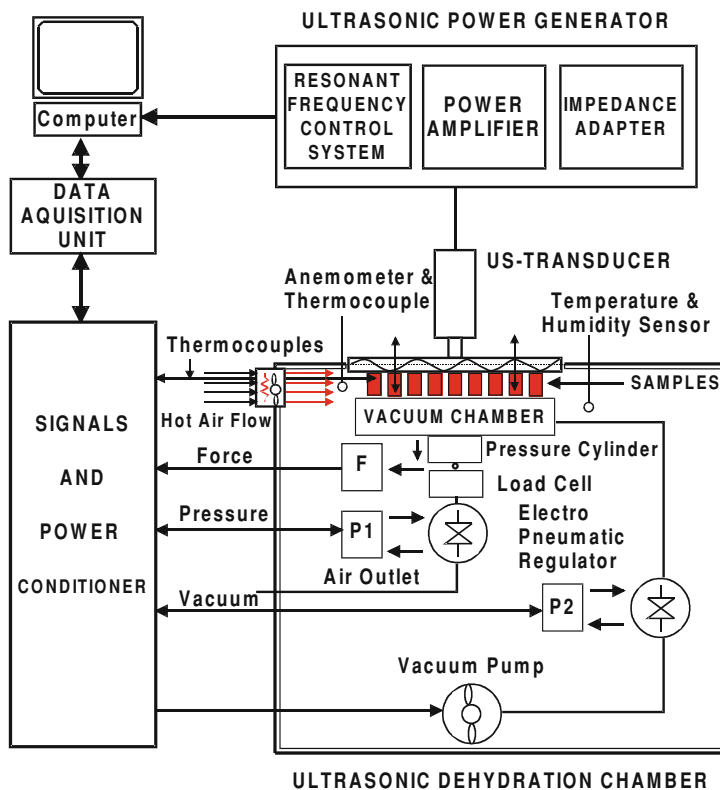 ULTRASONIC POWER GENERATOR
RESONANT
FREQUENCY
CONTROL
SYSTEM
POWER
AMPLIFIER
IMPEDANCE
ADAPTER
Computer
DATA
AQUISITION
UNIT
US-TRANSDUCER
Anemometer &
Thermocouple
Temperature &
Humidity Sensor
Thermocouples
SAMPLES
Hot Air Flow
VACUUM CHAMBER
SIGNALS
AND
POWER
CONDITIONER
Pressure Cylinder
Force
F
Load Cell
Pressure
P1
Electro
Pneumatic
Regulator
Air Outlet
Vacuum
P2
Vacuum Pump
ULTRASONIC DEHYDRATION CHAMBER